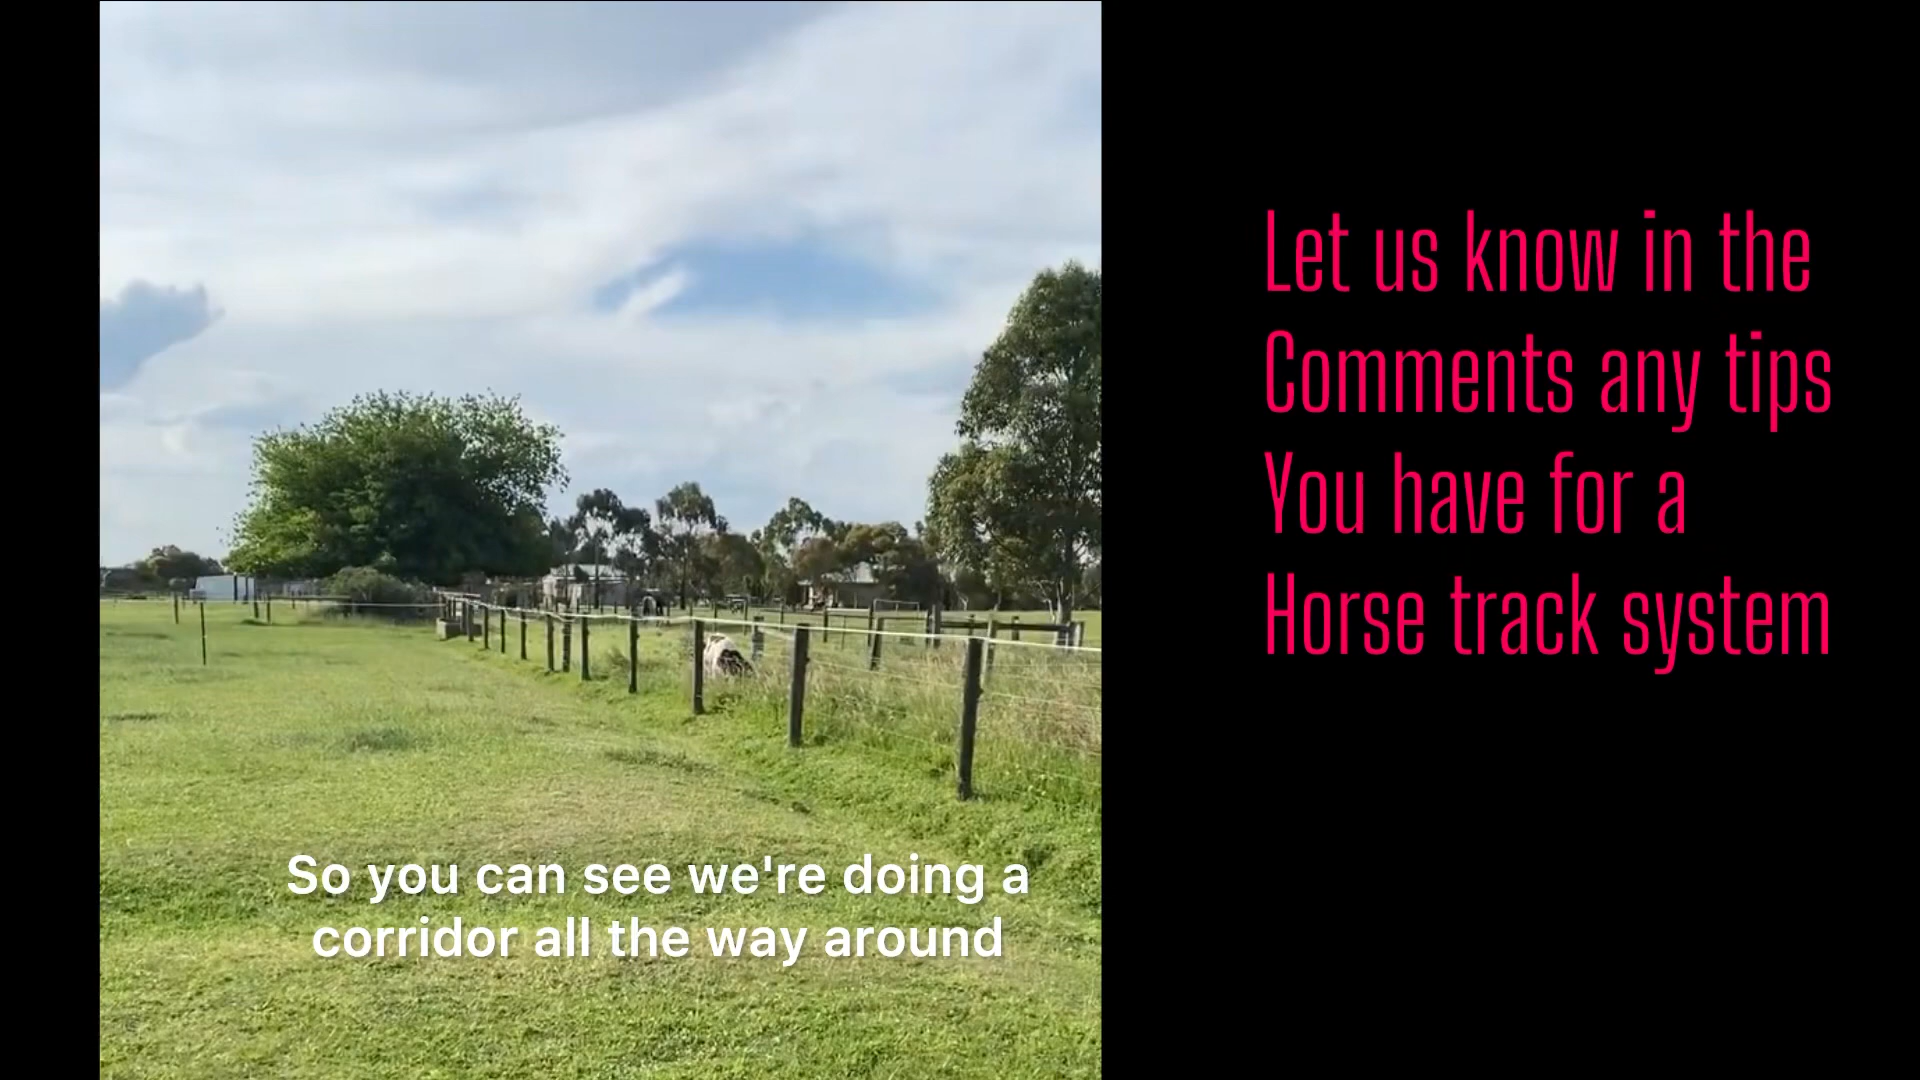 So you can see we're doing a
corridor all the way around
Let us know in the
Comments any tips
You have for a
Horse track system